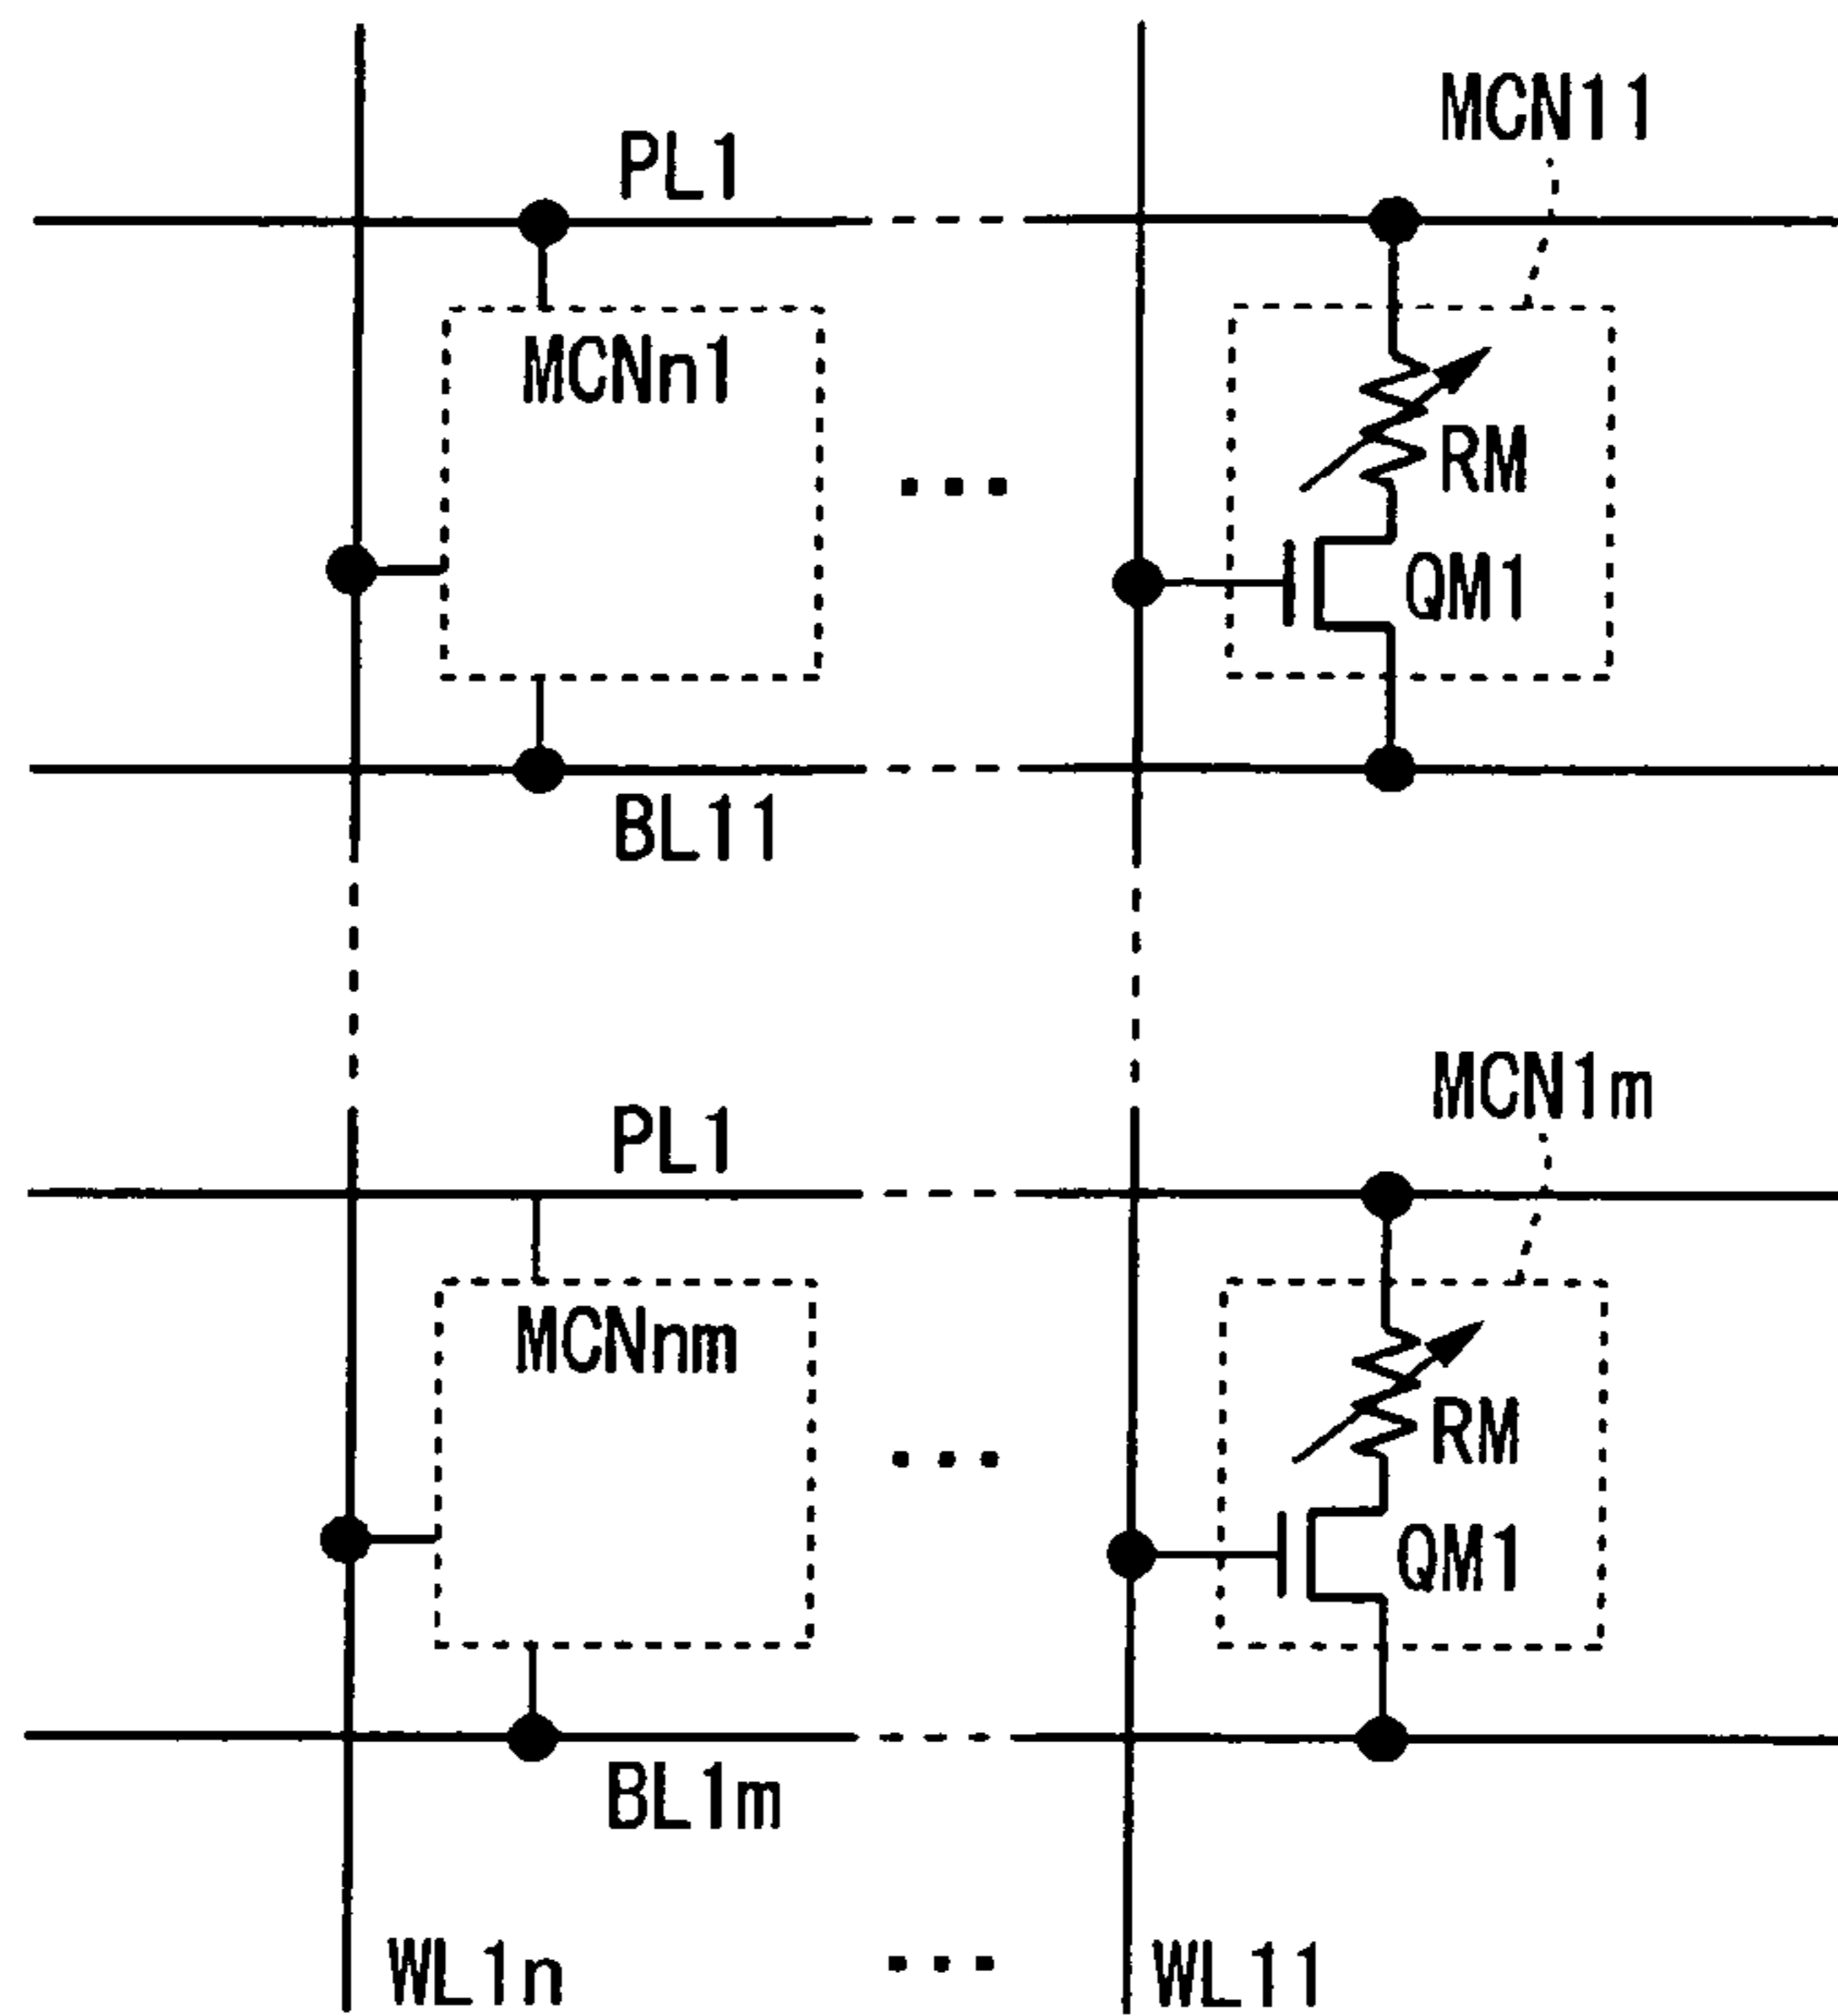 MCN11
PL1
MCNn1
RM
...
QM1
BL11
MCN1m
PL1
MCNnm
RM
...
QM1
BL1m
WL1n ... WL11